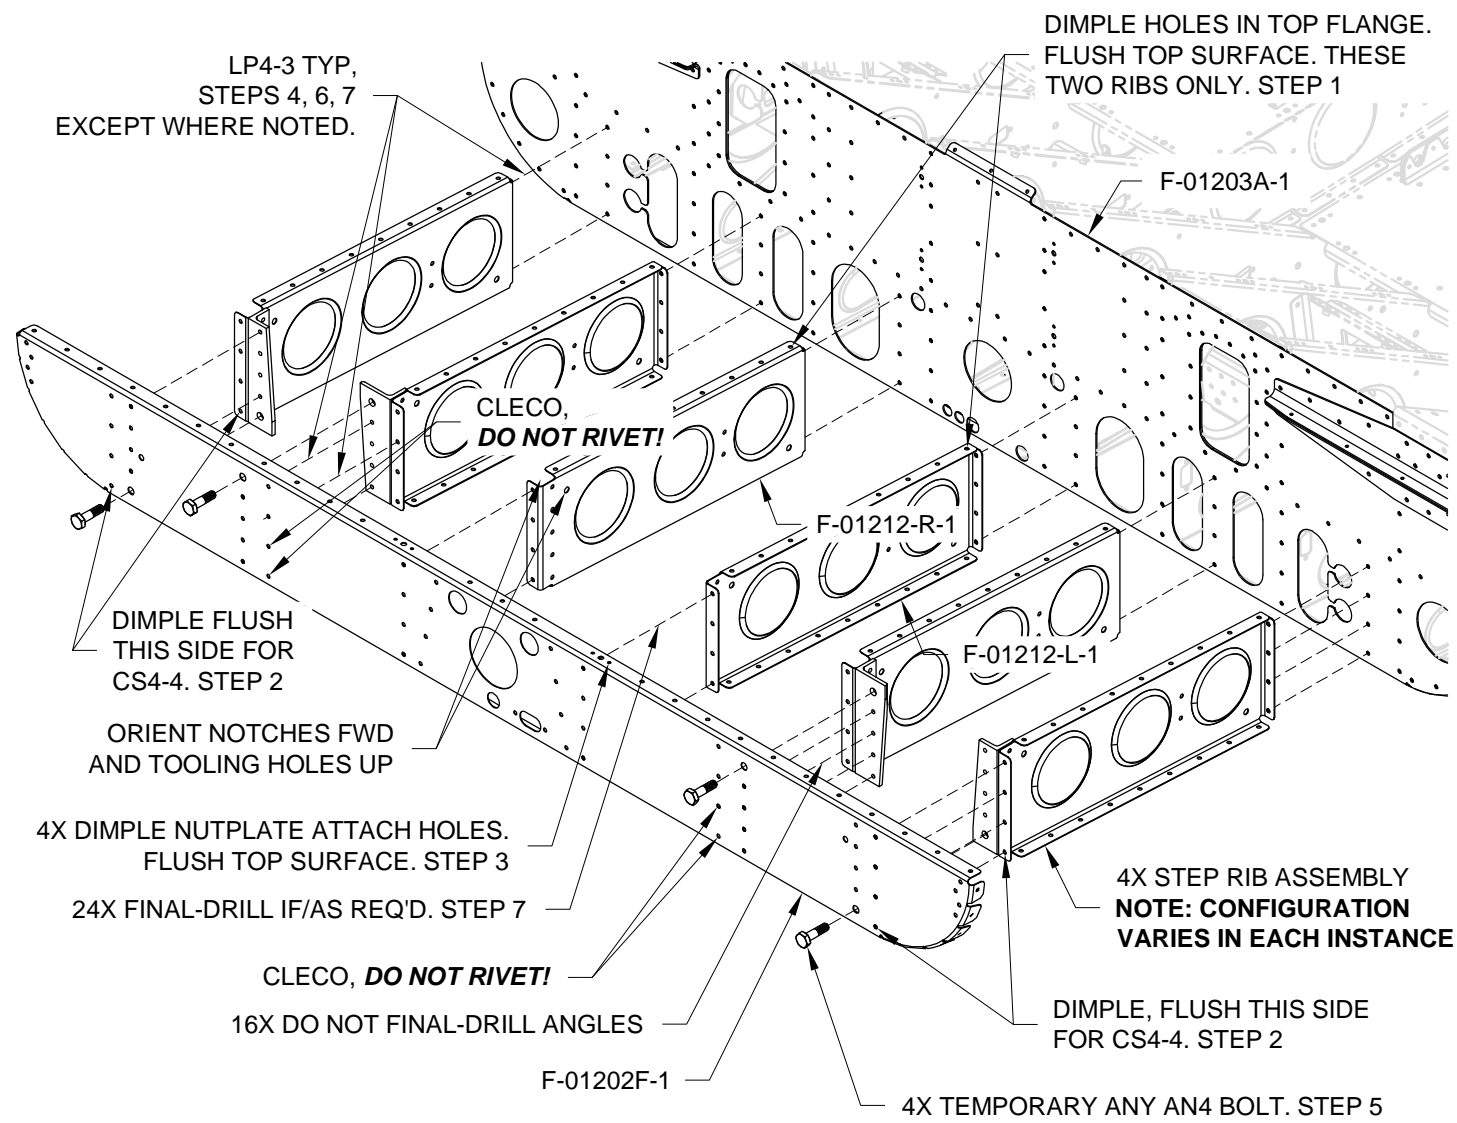 DIMPLE HOLES IN TOP FLANGE.
FLUSH TOP SURFACE. THESE
TWO RIBS ONLY. STEP 1
LP4-3 TYP,
STEPS 4, 6, 7
EXCEPT WHERE NOTED.
F-01203A-1
CLECO,
DO NOT RIVET!
F-01212-R-1
DIMPLE FLUSH
THIS SIDE FOR
CS4-4. STEP 2
F-01212-L-1
ORIENT NOTCHES FWD
AND TOOLING HOLES UP
4X DIMPLE NUTPLATE ATTACH HOLES.
FLUSH TOP SURFACE. STEP 3
24X FINAL-DRILL IF/AS REQ'D. STEP 7
4X STEP RIB ASSEMBLY
NOTE: CONFIGURATION
VARIES IN EACH INSTANCE
CLECO, DO NOT RIVET!
16X DO NOT FINAL-DRILL ANGLES
DIMPLE, FLUSH THIS SIDE
FOR CS4-4. STEP 2
F-01202F-1
4X TEMPORARY ANY AN4 BOLT. STEP 5